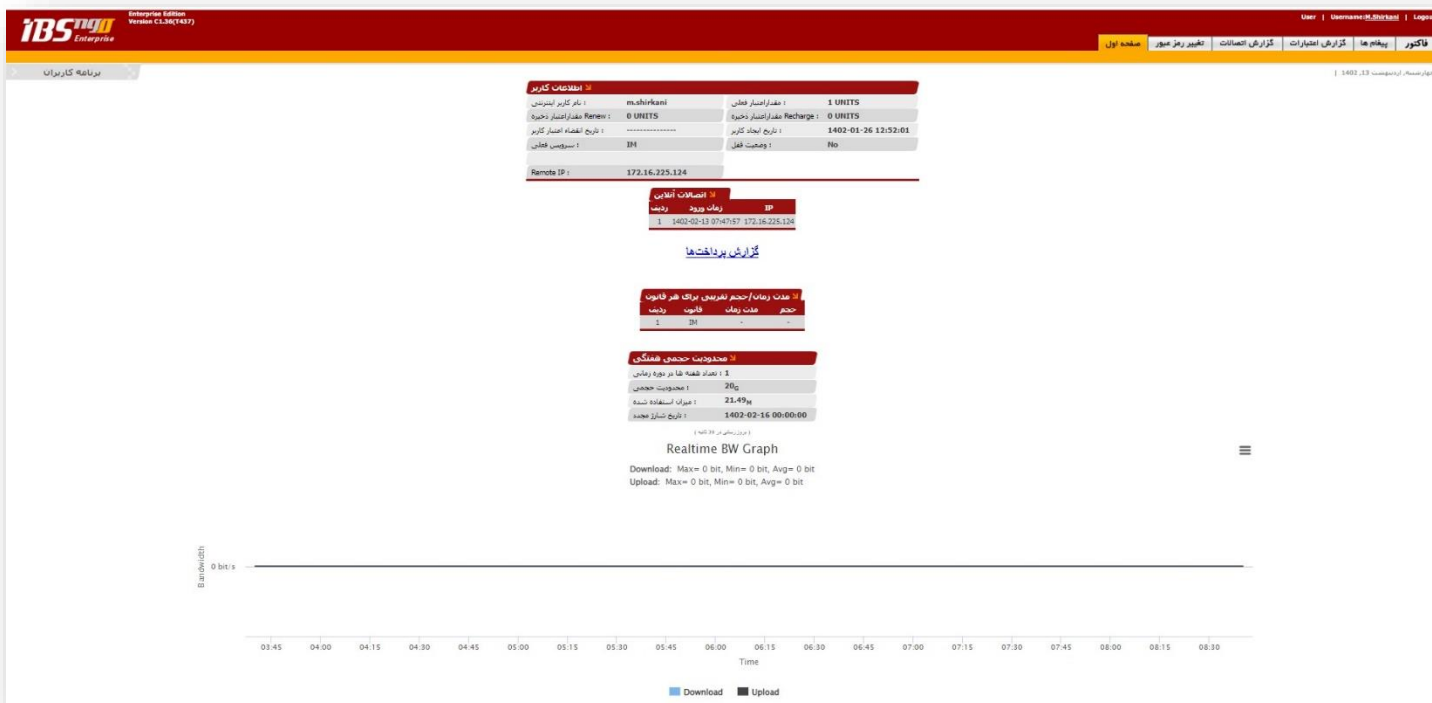 IBSng Enterprise
Enterprise Edition
Version C1.36(T437)
User | Username:M.Shirkani | Logout
صفحه اول تغییر رمز عبور گزارش اتصالات گزارش اعتبارات پیغام ها فاکتور
برنامه کاربران
اردیبهشت 13, 1402 |
اطلاعات کاربر
نام کاربر اینترنتی : m.shirkani مقداراعتبار فعلی : 1 UNITS
مقداراعتبار ذخیره Renew : 0 UNITS مقداراعتبار ذخیره Recharge : 0 UNITS
تاریخ انقضاء اعتبار کاربر : --------------- تاریخ ایجاد کاربر : 1402-01-26 12:52:01
سرویس فعلی : IM وضعیت قفل : No
Remote IP : 172.16.225.124
اتصالات آنلاین
ردیف زمان ورود IP
1 1402-02-13 07:47:57 172.16.225.124
گزارش پرداخت‌ها
مدت زمان/حجم تقریبی برای هر قانون
ردیف قانون مدت زمان حجم
1 IM - -
محدودیت حجمی هفتگی
تعداد هفته ها در دوره زمانی : 1
محدودیت حجمی : 20G
میزان استفاده شده : 21.49M
تاریخ شارژ مجدد : 1402-02-16 00:00:00
Realtime BW Graph
Download: Max= 0 bit, Min= 0 bit, Avg= 0 bit
Upload: Max= 0 bit, Min= 0 bit, Avg= 0 bit
Bandwidth
0 bit/s
03:45 04:00 04:15 04:30 04:45 05:00 05:15 05:30 05:45 06:00 06:15 06:30 06:45 07:00 07:15 07:30 07:45 08:00 08:15 08:30
Time
Download Upload